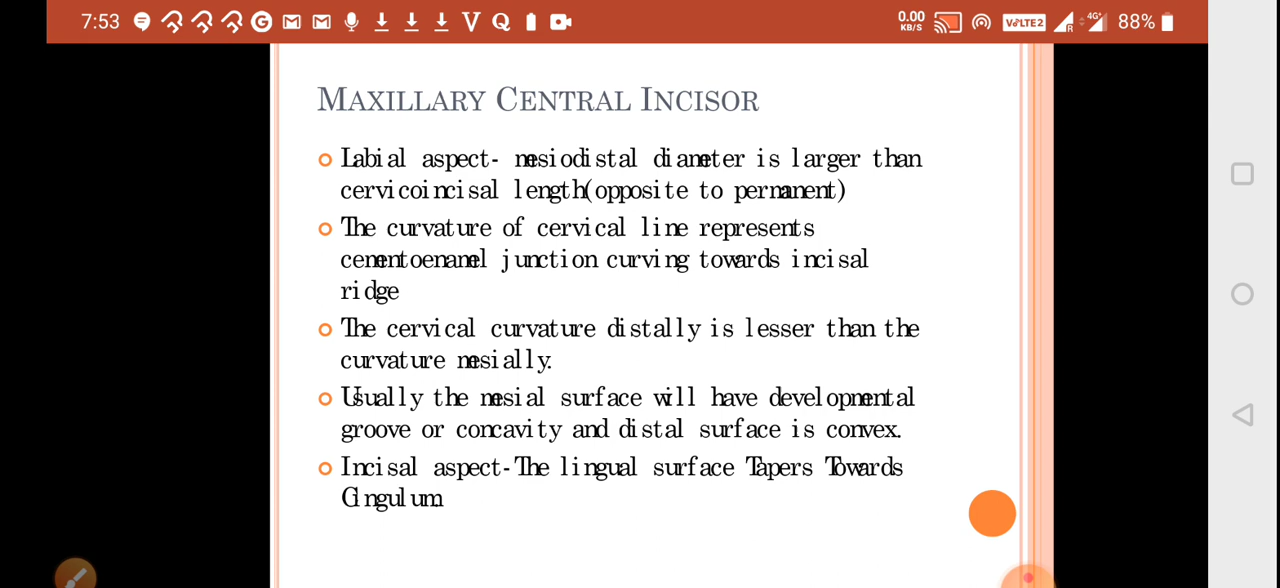 7:53
0.00
KB/S
VoLTE2
R
4G+
88%
MAXILLARY CENTRAL INCISOR
Labial aspect- mesiodistal diameter is larger than
cervicoincisal length(opposite to permanent)
The curvature of cervical line represents
cementoenamel junction curving towards incisal
ridge
The cervical curvature distally is lesser than the
curvature mesially.
Usually the mesial surface will have developmental
groove or concavity and distal surface is convex.
Incisal aspect-The lingual surface Tapers Towards
Cingulum.